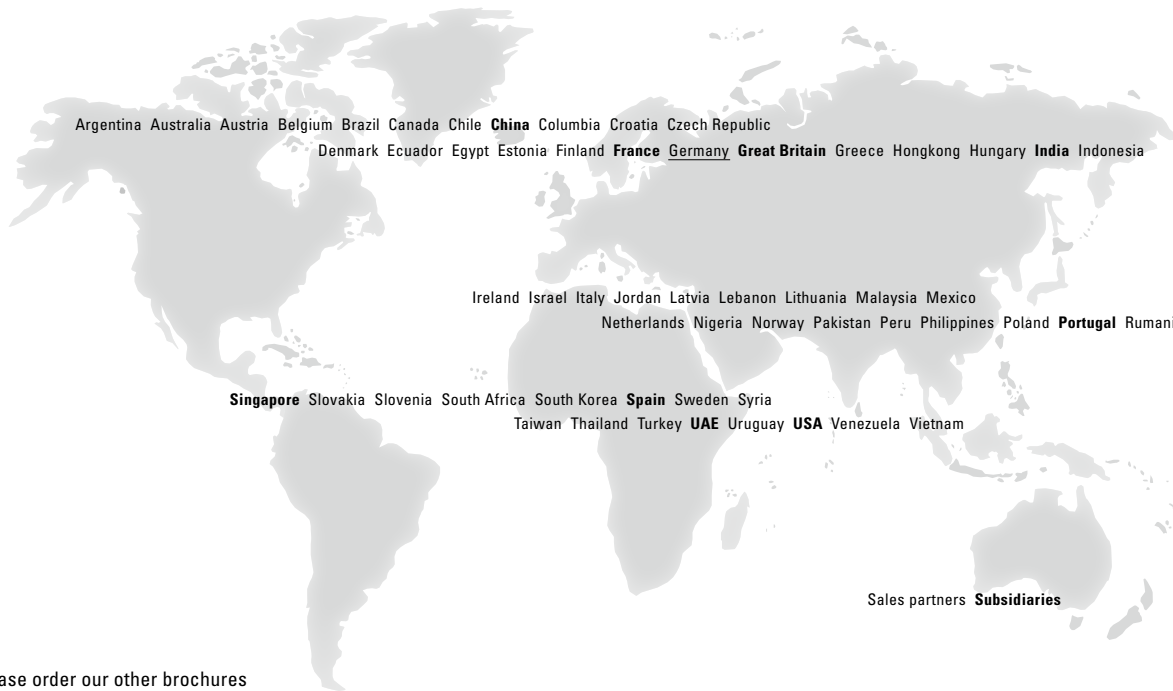 Argentina Australia Austria Belgium Brazil Canada Chile China Columbia Croatia Czech Republic
Denmark Ecuador Egypt Estonia Finland France Germany Great Britain Greece Hongkong Hungary India Indonesia
Ireland Israel Italy Jordan Latvia Lebanon Lithuania Malaysia Mexico
Netherlands Nigeria Norway Pakistan Peru Philippines Poland Portugal
Singapore Slovakia Slovenia South Africa South Korea Spain Sweden Syria
Taiwan Thailand Turkey UAE Uruguay USA Venezuela Vietnam
Sales partners Subsidiaries
order our other brochures